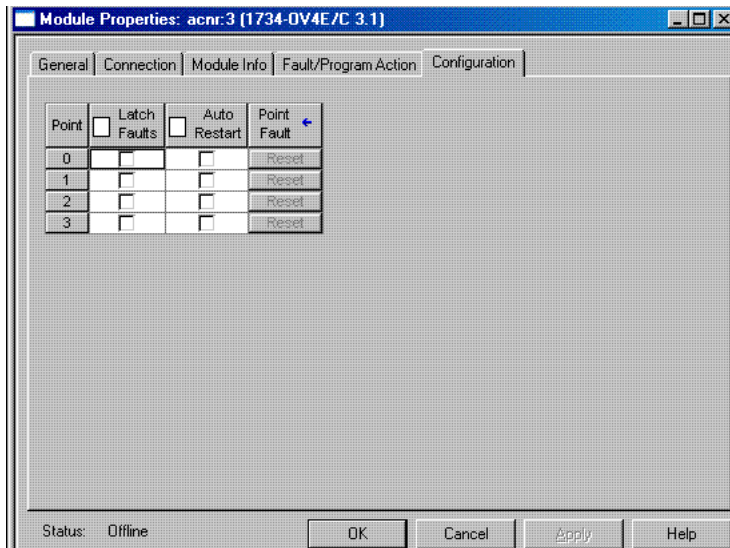 Module Properties: acnr:3 (1734-OV4E/C 3.1)
General Connection Module Info Fault/Program Action Configuration
Point Latch Faults Auto Restart Point Fault
0 Reset
1 Reset
2 Reset
3 Reset
Status: Offline OK Cancel Apply Help